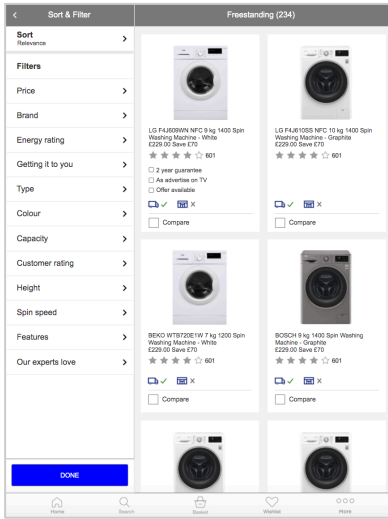 Sort & Filter
Sort
Relevance
Filters
Price
Brand
Energy rating
Getting it to you
Type
Colour
Capacity
Customer rating
Height
Spin speed
Features
Our experts love
DONE
Freestanding (234)
LG F4J609WN NFC 9 kg 1400 Spin
Washing Machine - White
£229.00 Save £70
601
2 year guarantee
As advertise on TV
Offer available
Compare
LG F4J610SS NFC 10 kg 1400 Spin
Washing Machine - Graphite
£229.00 Save £70
601
Compare
BEKO WTB720E1W 7 kg 1200 Spin
Washing Machine - White
£229.00 Save £70
601
Compare
BOSCH 9 kg 1400 Spin Washing
Machine - Graphite
£229.00 Save £70
601
Compare
Home
Search
Basket
Wishlist
More